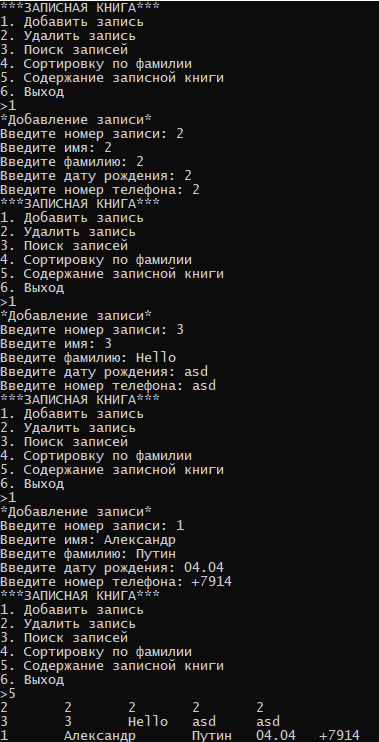 ***ЗАПИСНАЯ КНИГА***
1. Добавить запись
2. Удалить запись
3. Поиск записей
4. Сортировку по фамилии
5. Содержание записной книги
6. Выход
>1
*Добавление записи*
Введите номер записи: 2
Введите имя: 2
Введите фамилию: 2
Введите дату рождения: 2
Введите номер телефона: 2
***ЗАПИСНАЯ КНИГА***
1. Добавить запись
2. Удалить запись
3. Поиск записей
4. Сортировку по фамилии
5. Содержание записной книги
6. Выход
>1
*Добавление записи*
Введите номер записи: 3
Введите имя: 3
Введите фамилию: Hello
Введите дату рождения: asd
Введите номер телефона: asd
***ЗАПИСНАЯ КНИГА***
1. Добавить запись
2. Удалить запись
3. Поиск записей
4. Сортировку по фамилии
5. Содержание записной книги
6. Выход
>1
*Добавление записи*
Введите номер записи: 1
Введите имя: Александр
Введите фамилию: Путин
Введите дату рождения: 04.04
Введите номер телефона: +7914
***ЗАПИСНАЯ КНИГА***
1. Добавить запись
2. Удалить запись
3. Поиск записей
4. Сортировку по фамилии
5. Содержание записной книги
6. Выход
>5
2 2 2 2 2
3 3 Hello asd asd
1 Александр Путин 04.04 +7914